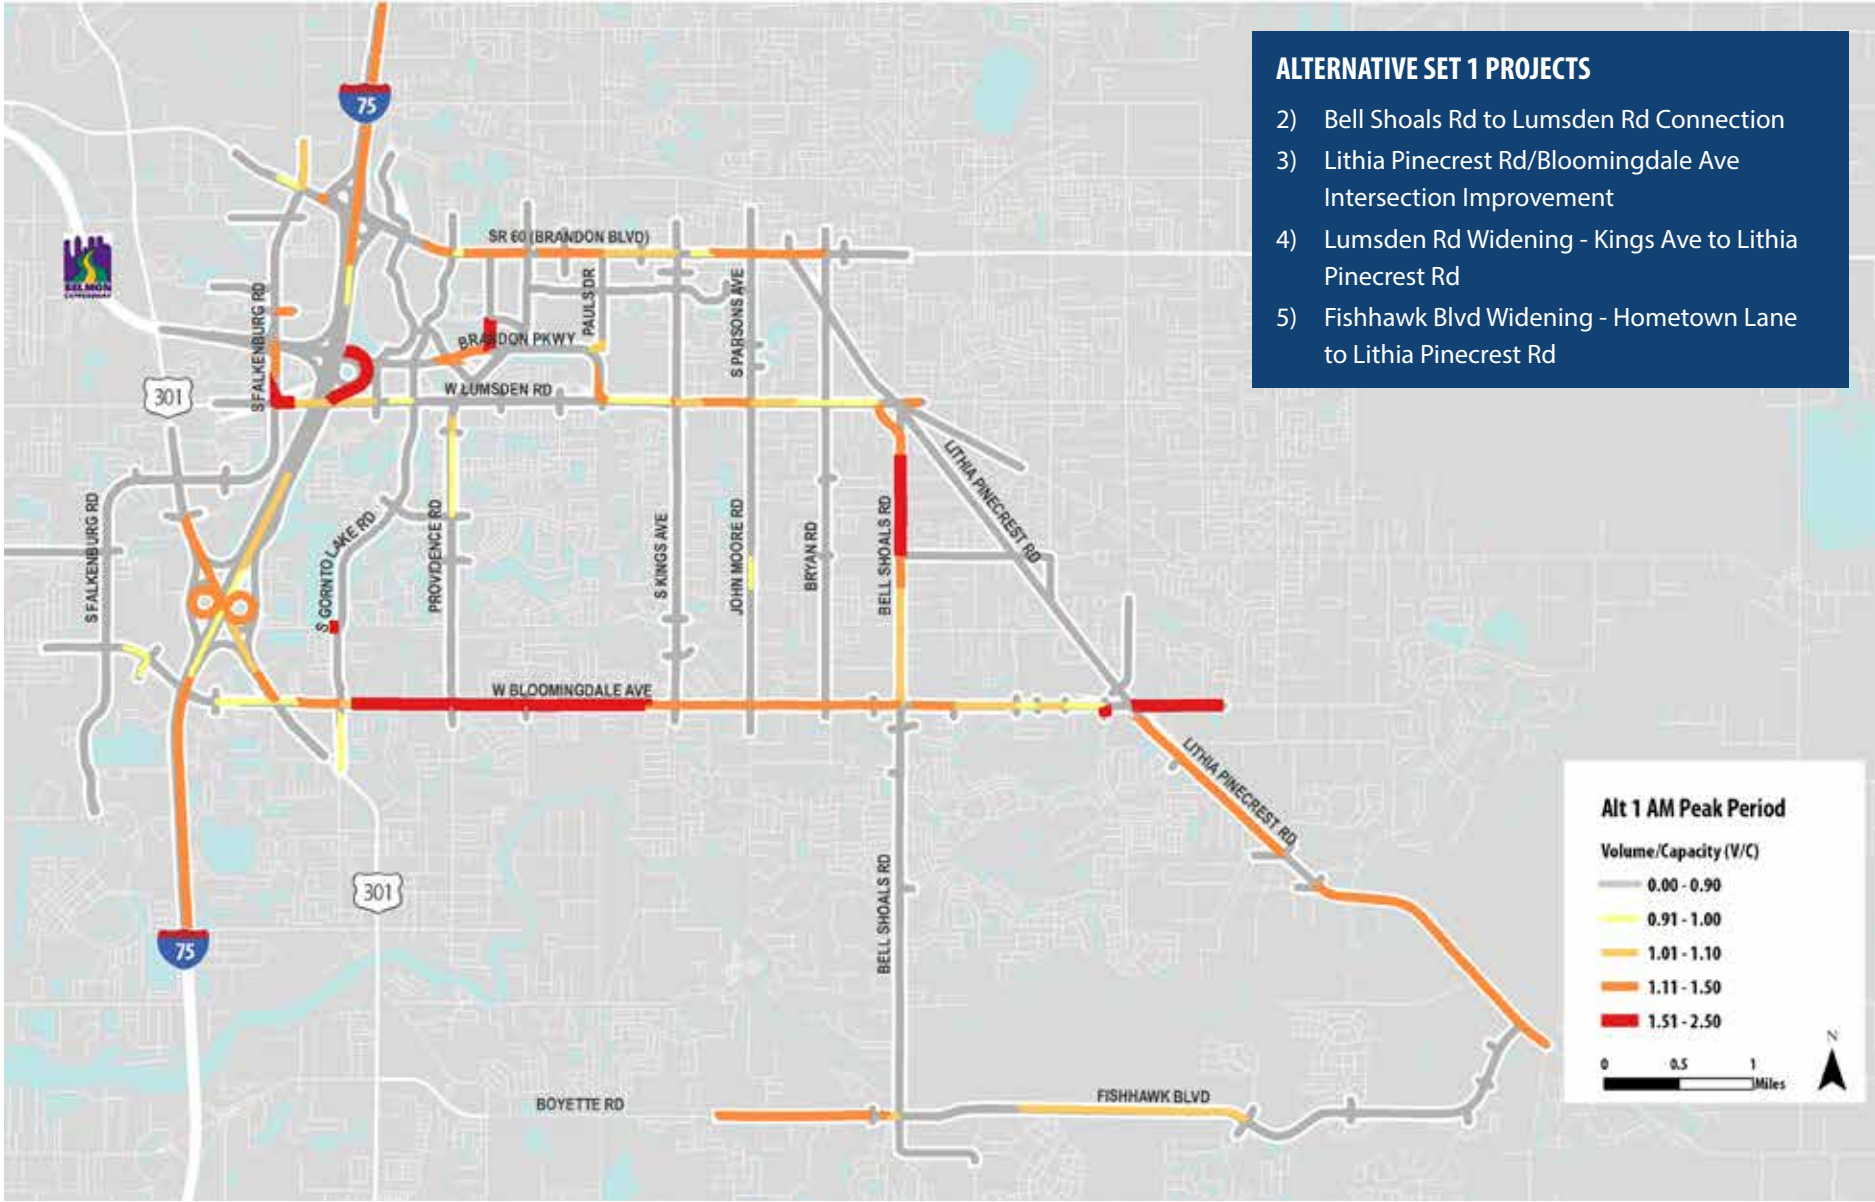 ALTERNATIVE SET 1 PROJECTS
2) Bell Shoals Rd to Lumsden Rd Connection
3) Lithia Pinecrest Rd/Bloomingdale Ave
Intersection Improvement
4) Lumsden Rd Widening - Kings Ave to Lithia
Pinecrest Rd
5) Fishhawk Blvd Widening - Hometown Lane
to Lithia Pinecrest Rd
75
SR 60 (BRANDON BLVD)
SELMON
EXPRESSWAY
S FALKENBURG RD
PAULS DR
S PARSONS AVE
BRANDON PKWY
W LUMSDEN RD
301
LITHIA PINECREST RD
S FALKENBURG RD
S GORNTO LAKE RD
PROVIDENCE RD
S KINGS AVE
JOHN MOORE RD
BRYAN RD
BELL SHOALS RD
W BLOOMINGDALE AVE
LITHIA PINECREST RD
301
BELL SHOALS RD
75
BOYETTE RD
FISHHAWK BLVD
Alt 1 AM Peak Period
Volume/Capacity (V/C)
0.00 - 0.90
0.91 - 1.00
1.01 - 1.10
1.11 - 1.50
1.51 - 2.50
N
0 0.5 1
Miles